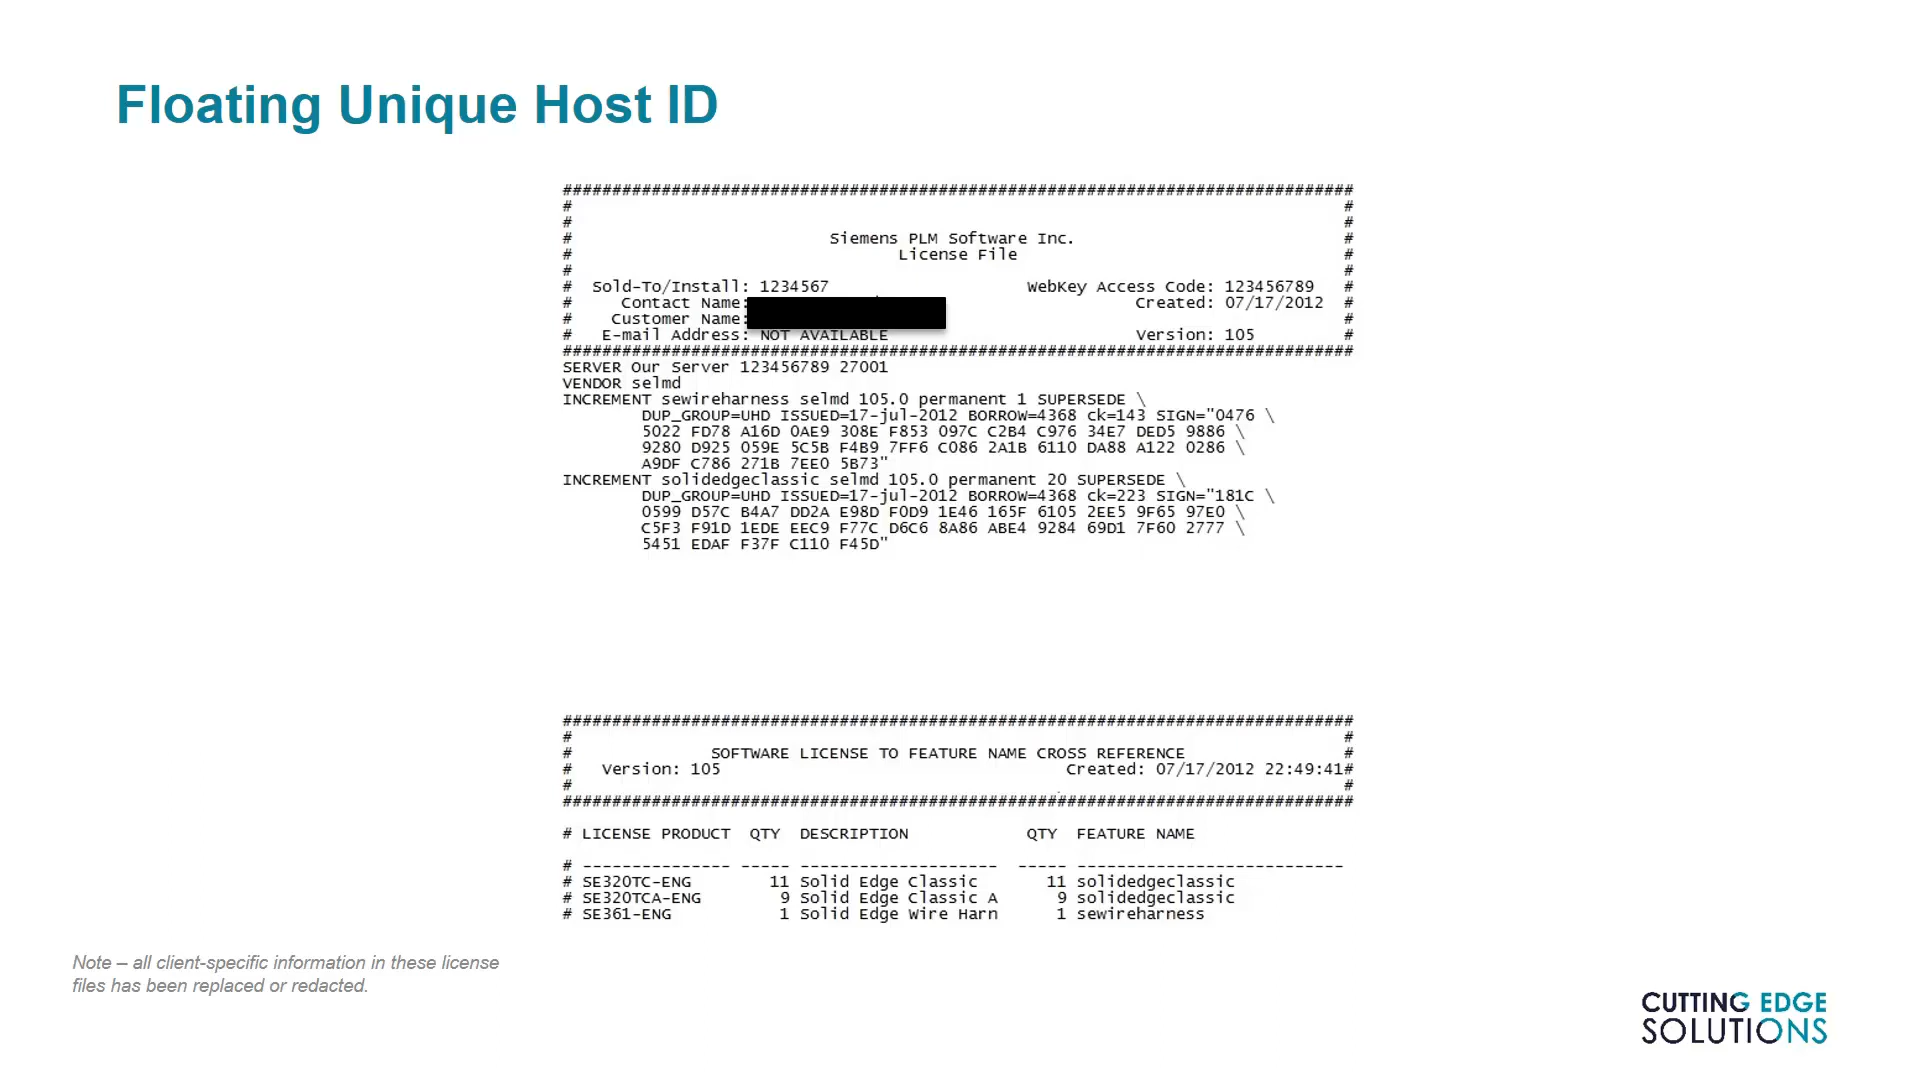 Floating Unique Host ID
################################################################################
# #
# #
# Siemens PLM Software Inc. #
# License File #
# #
# Sold-To/Install: 1234567 WebKey Access Code: 123456789 #
# Contact Name: Created: 07/17/2012 #
# Customer Name: #
# E-mail Address: NOT AVAILABLE Version: 105 #
################################################################################
SERVER Our Server 123456789 27001
VENDOR selmd
INCREMENT sewireharness selmd 105.0 permanent 1 SUPERSEDE \
DUP_GROUP=UHD ISSUED=17-jul-2012 BORROW=4368 ck=143 SIGN="0476 \
5022 FD78 A16D 0AE9 308E F853 097C C2B4 C976 34E7 DED5 9886 \
9280 D925 059E 5C5B F4B9 7FF6 C086 2A1B 6110 DA88 A122 0286 \
A9DF C786 271B 7EE0 5B73"
INCREMENT solidedgeclassic selmd 105.0 permanent 20 SUPERSEDE \
DUP_GROUP=UHD ISSUED=17-jul-2012 BORROW=4368 ck=223 SIGN="181C \
0599 D57C B4A7 DD2A E98D F0D9 1E46 165F 6105 2EE5 9F65 97E0 \
C5F3 F91D 1EDE EEC9 F77C D6C6 8A86 ABE4 9284 69D1 7F60 2777 \
5451 EDAF F37F C110 F45D"
################################################################################
# #
# SOFTWARE LICENSE TO FEATURE NAME CROSS REFERENCE #
# Version: 105 Created: 07/17/2012 22:49:41#
# #
################################################################################
# LICENSE PRODUCT QTY DESCRIPTION QTY FEATURE NAME
# --------------- ----- -------------------- ----- ---------------------------
# SE320TC-ENG 11 Solid Edge Classic 11 solidedgeclassic
# SE320TCA-ENG 9 Solid Edge Classic A 9 solidedgeclassic
# SE361-ENG 1 Solid Edge Wire Harn 1 sewireharness
Note – all client-specific information in these license
files has been replaced or redacted.
CUTTING EDGE
SOLUTIONS